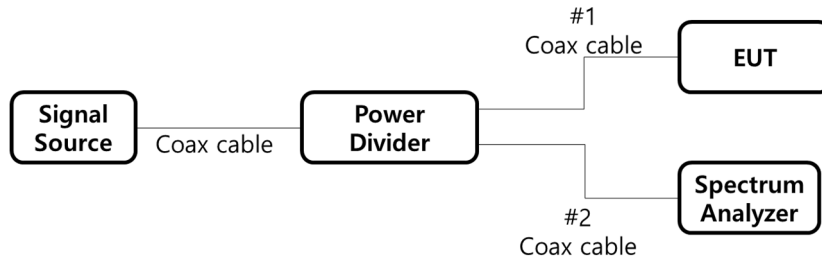 #1
Coax cable
EUT
Signal
Source
Coax cable
Power
Divider
Spectrum
Analyzer
#2
Coax cable